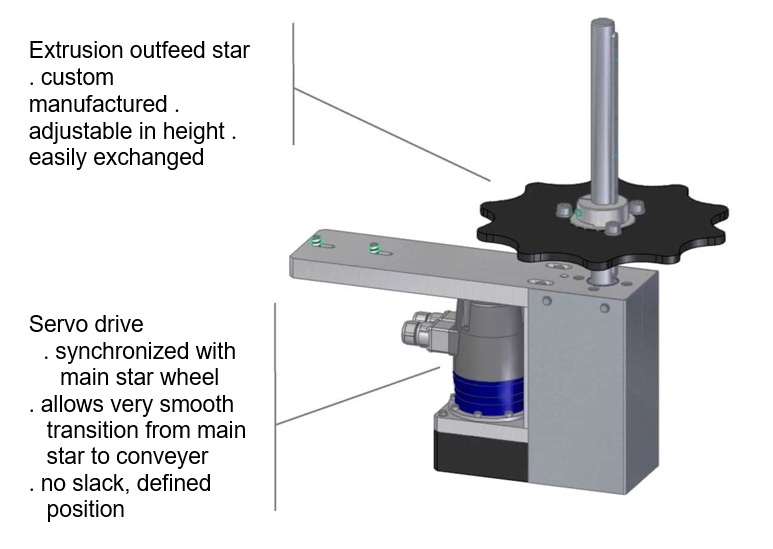 Extrusion outfeed star
. custom
manufactured .
adjustable in height .
easily exchanged
Servo drive
. synchronized with
main star wheel
. allows very smooth
transition from main
star to conveyer
. no slack, defined
position